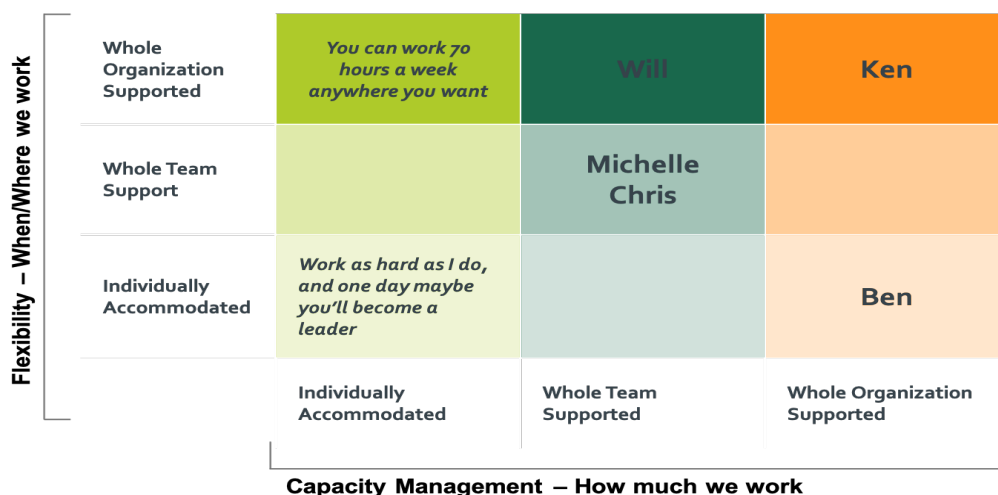 Flexibility – When/Where we work
Whole
Organization
Supported
You can work 70
hours a week
anywhere you want
Will
Ken
Whole Team
Support
Michelle
Chris
Individually
Accommodated
Work as hard as I do,
and one day maybe
you'll become a
leader
Ben
Individually
Accommodated
Whole Team
Supported
Whole Organization
Supported
Capacity Management – How much we work